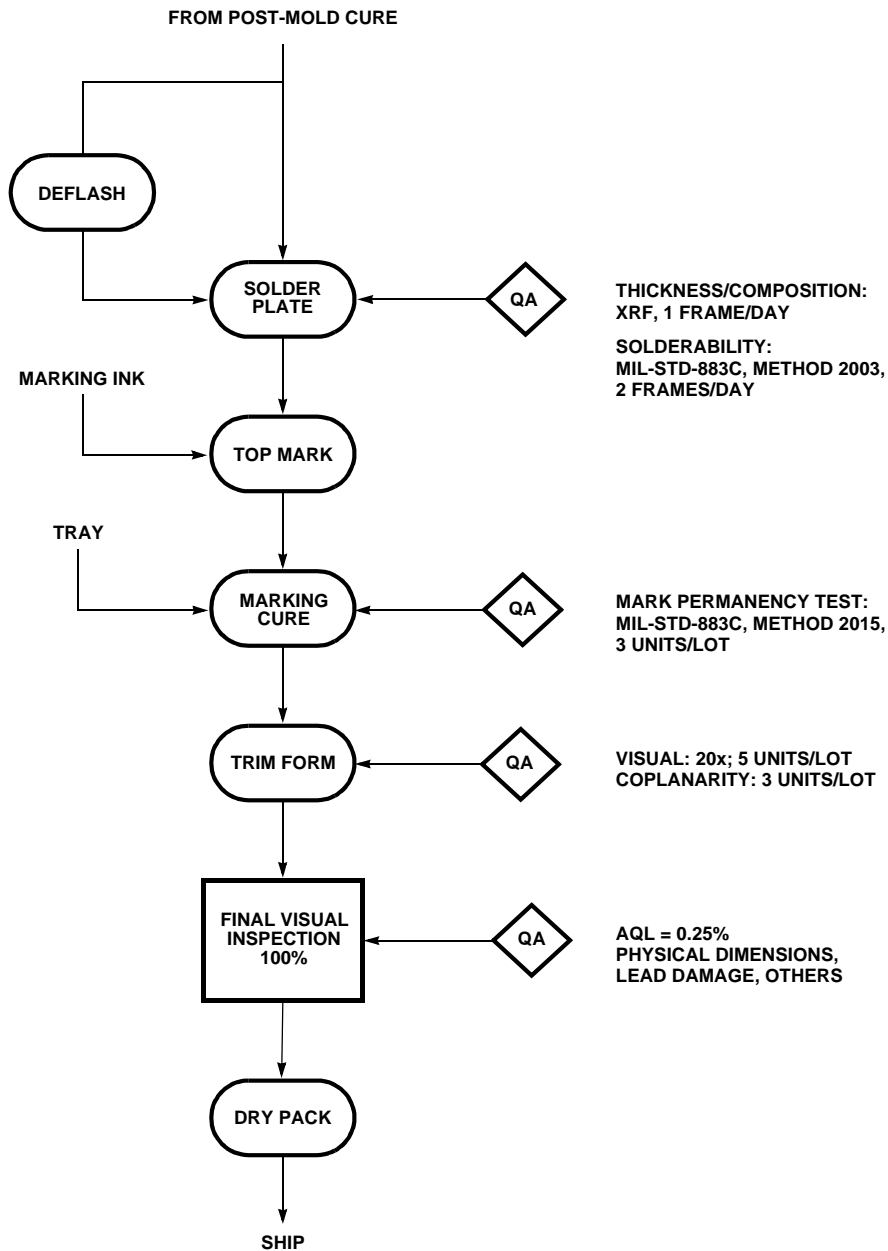 FROM POST-MOLD CURE
DEFLASH
SOLDER
PLATE
QA
THICKNESS/COMPOSITION:
XRF, 1 FRAME/DAY
SOLDERABILITY:
MIL-STD-883C, METHOD 2003,
2 FRAMES/DAY
MARKING INK
TOP MARK
TRAY
MARKING
CURE
QA
MARK PERMANENCY TEST:
MIL-STD-883C, METHOD 2015,
3 UNITS/LOT
TRIM FORM
QA
VISUAL: 20x; 5 UNITS/LOT
COPLANARITY: 3 UNITS/LOT
FINAL VISUAL
INSPECTION
100%
QA
AQL = 0.25%
PHYSICAL DIMENSIONS,
LEAD DAMAGE, OTHERS
DRY PACK
SHIP